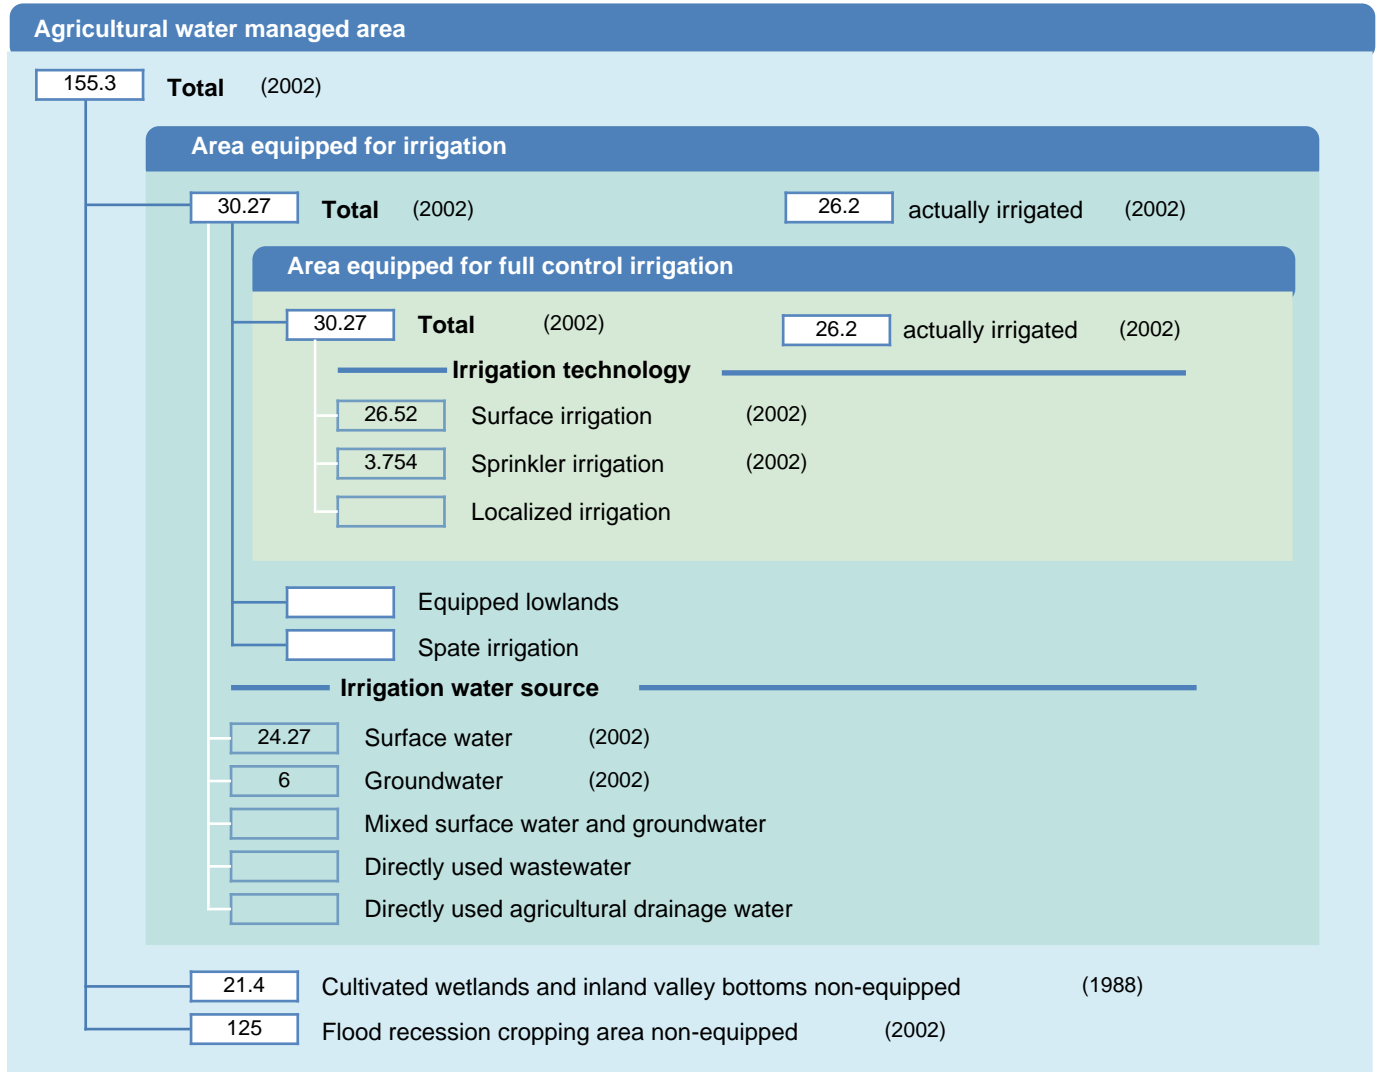 Agricultural water managed area
155.3 Total (2002)
Area equipped for irrigation
30.27 Total (2002) 26.2 actually irrigated (2002)
Area equipped for full control irrigation
30.27 Total (2002) 26.2 actually irrigated (2002)
Irrigation technology
26.52 Surface irrigation (2002)
3.754 Sprinkler irrigation (2002)
Localized irrigation
Equipped lowlands
Spate irrigation
Irrigation water source
24.27 Surface water (2002)
6 Groundwater (2002)
Mixed surface water and groundwater
Directly used wastewater
Directly used agricultural drainage water
21.4 Cultivated wetlands and inland valley bottoms non-equipped (1988)
125 Flood recession cropping area non-equipped (2002)